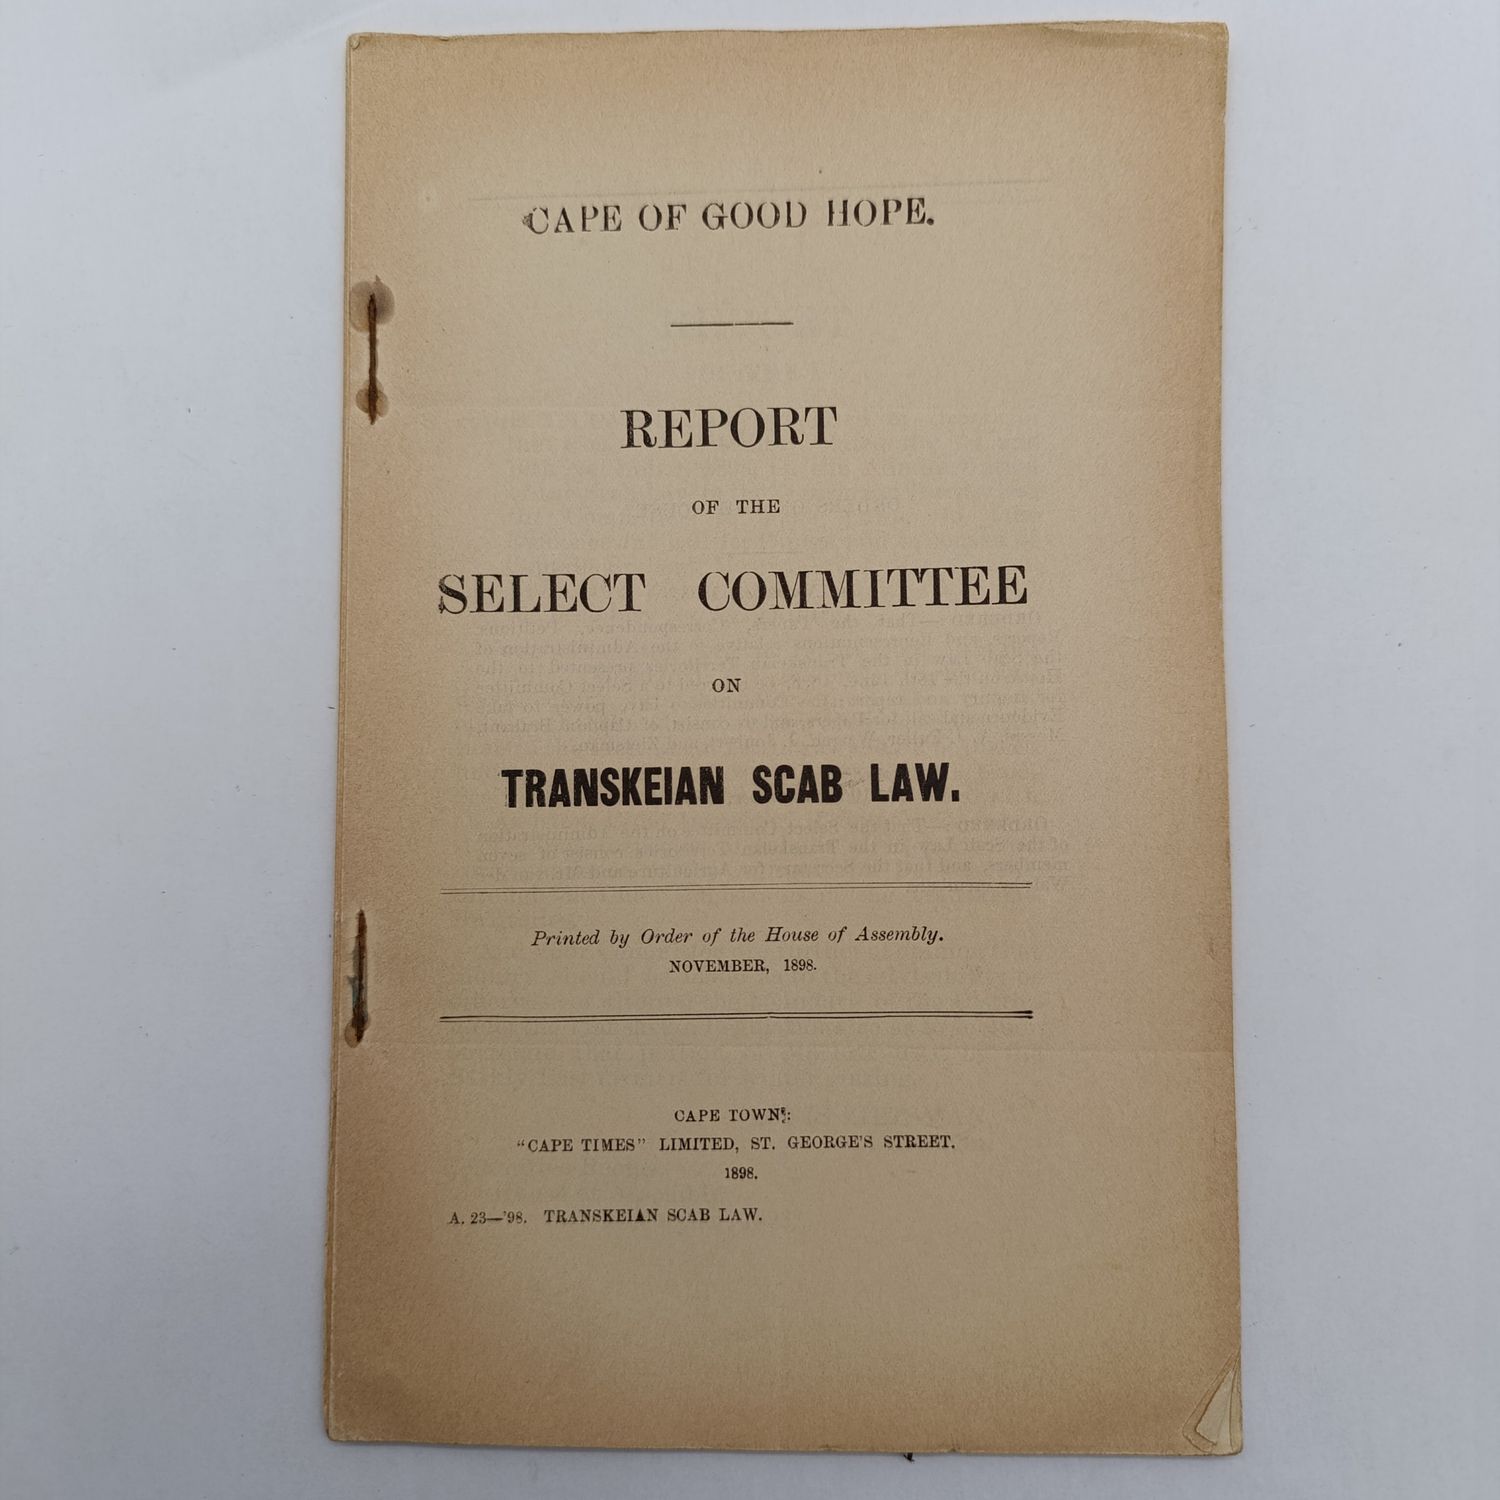 CAPE OF GOOD HOPE.
REPORT
OF THE
SELECT COMMITTEE
ON
TRANSKEIAN SCAB LAW.
Printed by Order of the House of Assembly.
NOVEMBER, 1898.
CAPE TOWN:
"CAPE TIMES" LIMITED, ST. GEORGE'S STREET.
1898.
A. 23—'98. TRANSKEIAN SCAB LAW.